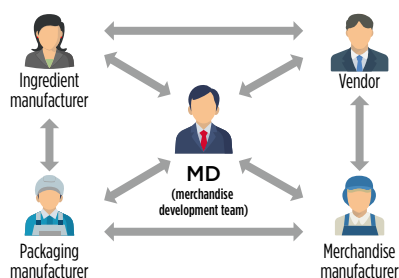 Ingredient
manufacturer
Vendor
MD
(merchandise
development team)
Packaging
manufacturer
Merchandise
manufacturer